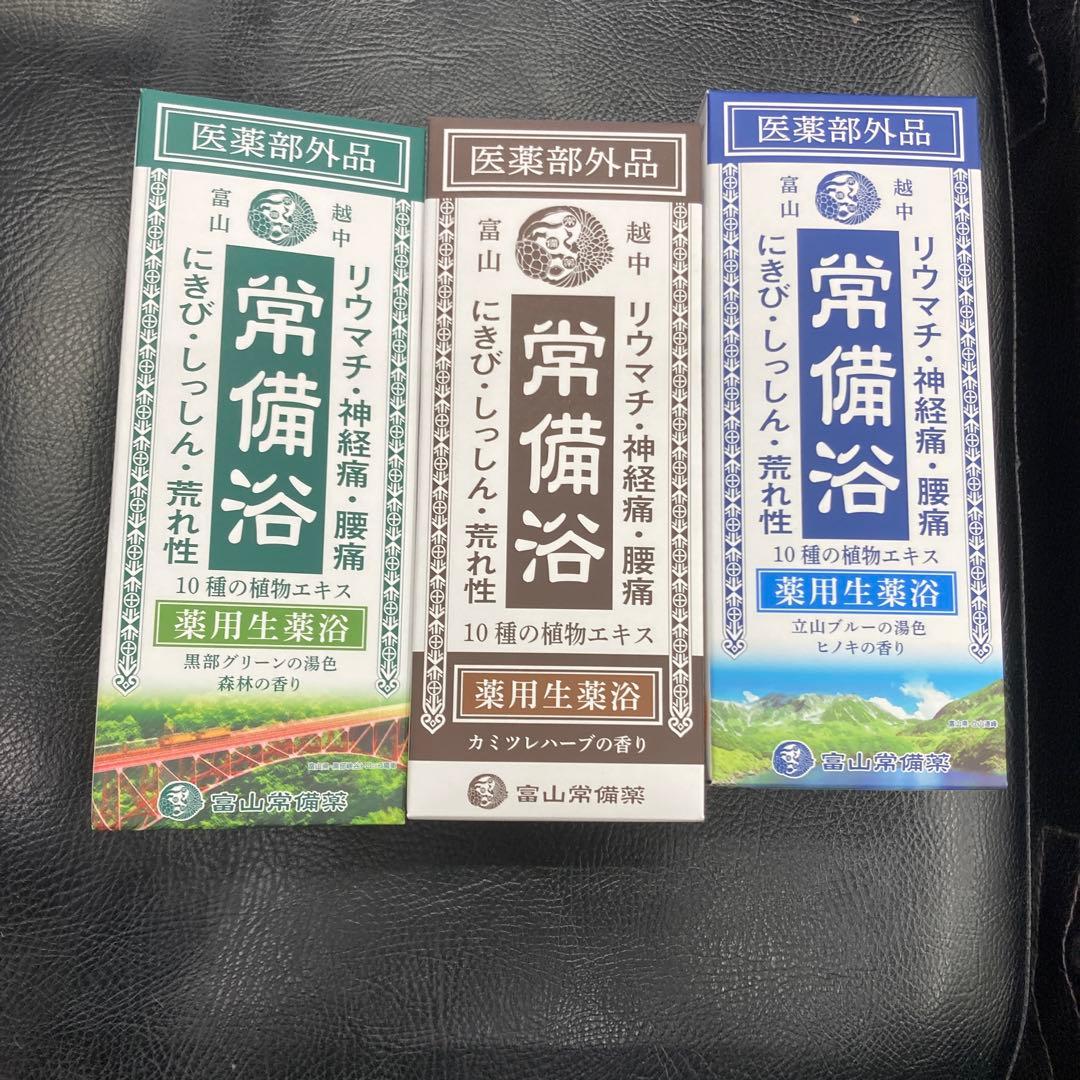 医薬部外品
越中
富山
リウマチ・神経痛・腰痛
常備浴
にきび・しっしん・荒れ性
10種の植物エキス
薬用生薬浴
黒部グリーンの湯色
森林の香り
富山常備薬
医薬部外品
越中
富山
リウマチ・神経痛・腰痛
常備浴
にきび・しっしん・荒れ性
10種の植物エキス
薬用生薬浴
カミツレハーブの香り
富山常備薬
医薬部外品
越中
富山
リウマチ・神経痛・腰痛
常備浴
にきび・しっしん・荒れ性
10種の植物エキス
薬用生薬浴
立山ブルーの湯色
ヒノキの香り
富山常備薬